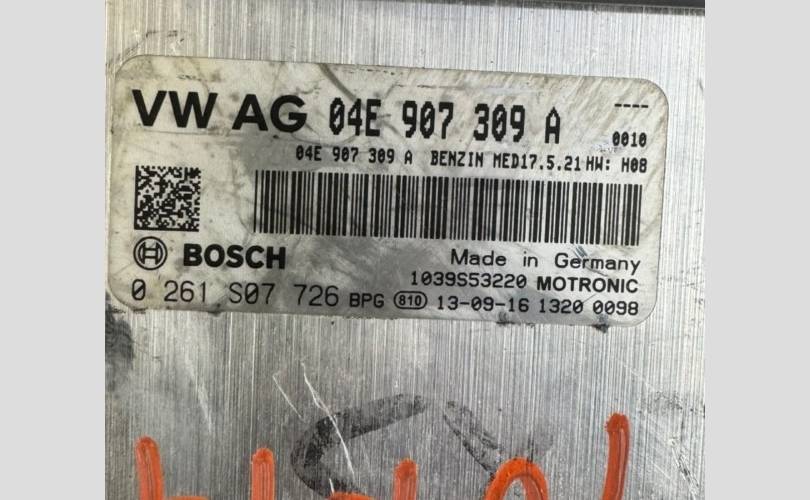 VW AG 04E 907 309 A ----
0010
04E 907 309 A BENZIN MED17.5.21 HW: H08
BOSCH Made in Germany
1039S53220 MOTRONIC
0 261 S07 726 BPG 810 13-09-16 1320 0098